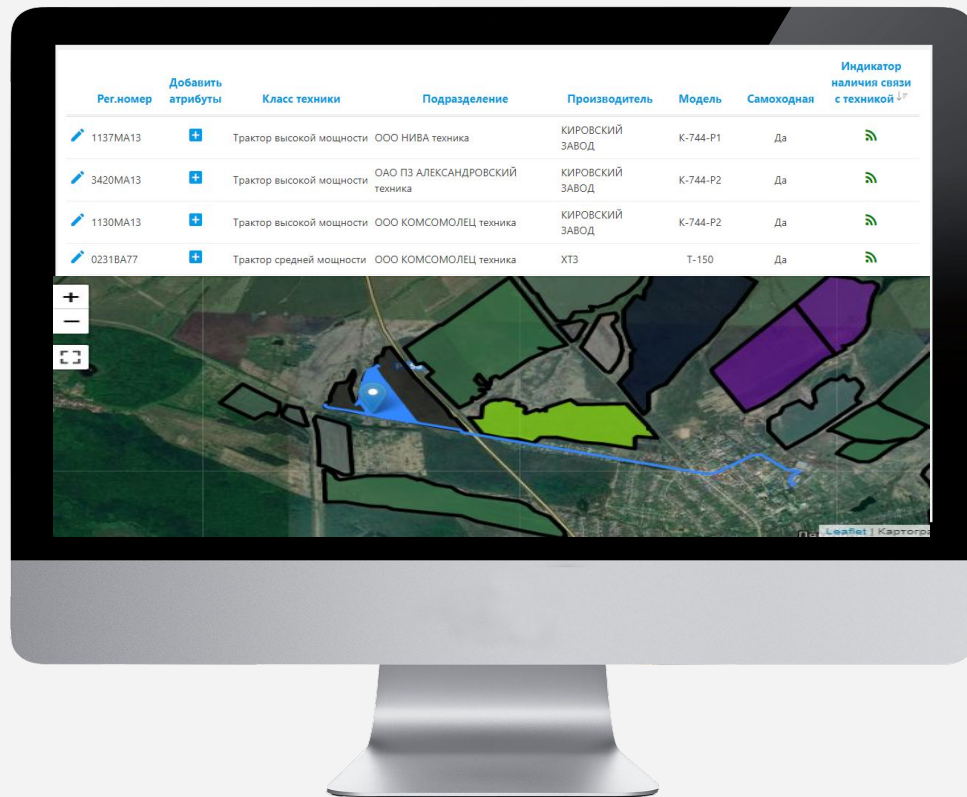 Рег.номер
Добавить
атрибуты
Класс техники
Подразделение
Производитель
Модель
Самоходная
Индикатор
наличия связи
с техникой
1137МА13
Трактор высокой мощности
ООО НИВА техника
КИРОВСКИЙ
ЗАВОД
К-744-Р1
Да
3420МА13
Трактор высокой мощности
ОАО ПЗ АЛЕКСАНДРОВСКИЙ
техника
КИРОВСКИЙ
ЗАВОД
К-744-Р2
Да
1130МА13
Трактор высокой мощности
ООО КОМСОМОЛЕЦ техника
КИРОВСКИЙ
ЗАВОД
К-744-Р2
Да
0231ВА77
Трактор средней мощности
ООО КОМСОМОЛЕЦ техника
ХТЗ
Т-150
Да
+
−
Leaflet | Картогра